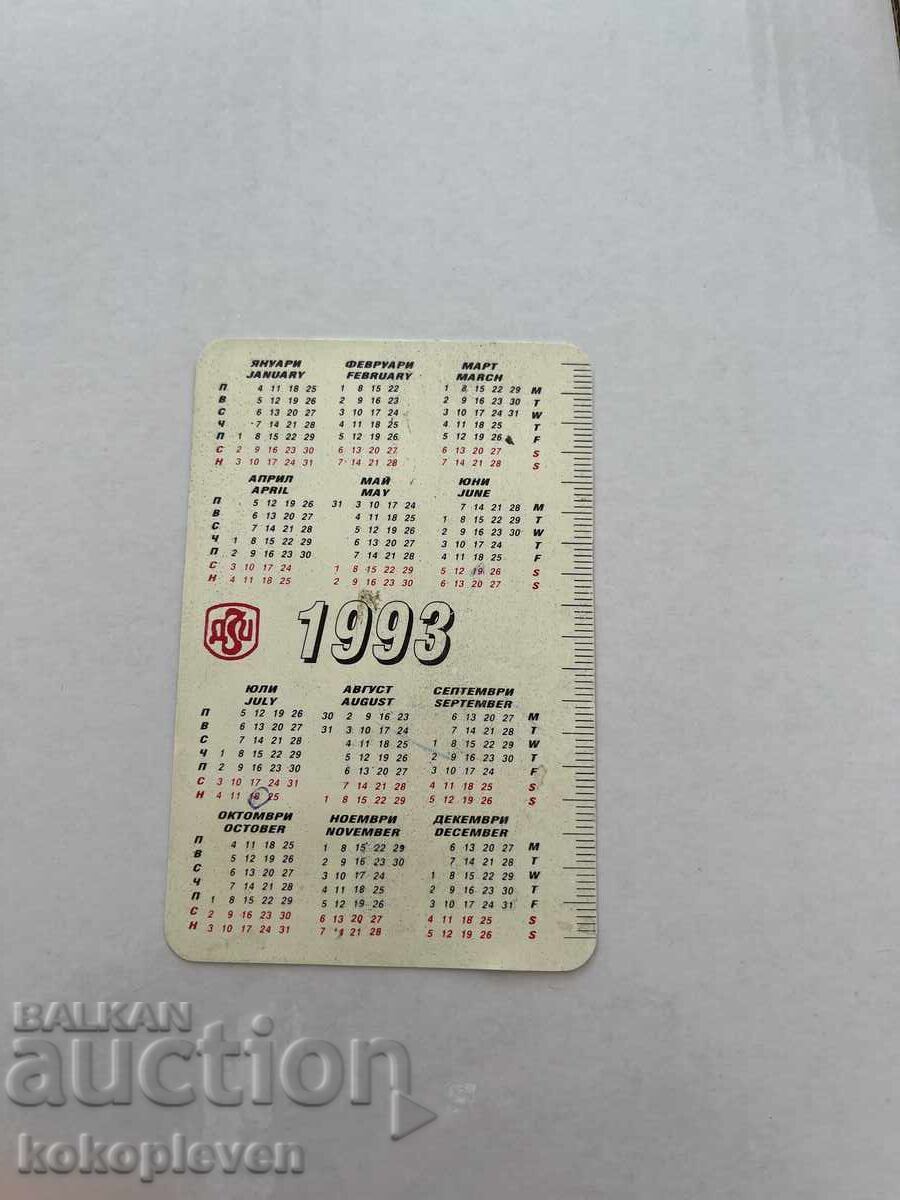 ЯНУАРИ ФЕВРУАРИ МАРТ
JANUARY FEBRUARY MARCH
П 4 11 18 25 1 8 15 22 1 8 15 22 29 M
В 5 12 19 26 2 9 16 23 2 9 16 23 30 T
С 6 13 20 27 3 10 17 24 3 10 17 24 31 W
Ч 7 14 21 28 4 11 18 25 4 11 18 25 T
П 1 8 15 22 29 5 12 19 26 5 12 19 26 F
С 2 9 16 23 30 6 13 20 27 6 13 20 27 S
Н 3 10 17 24 31 7 14 21 28 7 14 21 28 S
АПРИЛ МАЙ ЮНИ
APRIL MAY JUNE
П 5 12 19 26 31 3 10 17 24 7 14 21 28 M
В 6 13 20 27 4 11 18 25 1 8 15 22 29 T
С 7 14 21 28 5 12 19 26 2 9 16 23 30 W
Ч 1 8 15 22 29 6 13 20 27 3 10 17 24 T
П 2 9 16 23 30 7 14 21 28 4 11 18 25 F
С 3 10 17 24 1 8 15 22 29 5 12 19 26 S
Н 4 11 18 25 2 9 16 23 30 6 13 20 27 S
ДЗИ 1993
ЮЛИ АВГУСТ СЕПТЕМВРИ
JULY AUGUST SEPTEMBER
П 5 12 19 26 30 2 9 16 23 6 13 20 27 M
В 6 13 20 27 31 3 10 17 24 7 14 21 28 T
С 7 14 21 28 4 11 18 25 1 8 15 22 29 W
Ч 1 8 15 22 29 5 12 19 26 2 9 16 23 30 T
П 2 9 16 23 30 6 13 20 27 3 10 17 24 F
С 3 10 17 24 31 7 14 21 28 4 11 18 25 S
Н 4 11 18 25 1 8 15 22 29 5 12 19 26 S
ОКТОМВРИ НОЕМВРИ ДЕКЕМВРИ
OCTOBER NOVEMBER DECEMBER
П 4 11 18 25 1 8 15 22 29 6 13 20 27 M
В 5 12 19 26 2 9 16 23 30 7 14 21 28 T
С 6 13 20 27 3 10 17 24 1 8 15 22 29 W
Ч 7 14 21 28 4 11 18 25 2 9 16 23 30 T
П 1 8 15 22 29 5 12 19 26 3 10 17 24 31 F
С 2 9 16 23 30 6 13 20 27 4 11 18 25 S
Н 3 10 17 24 31 7 14 21 28 5 12 19 26 S
BALKAN
auction
kokopleven